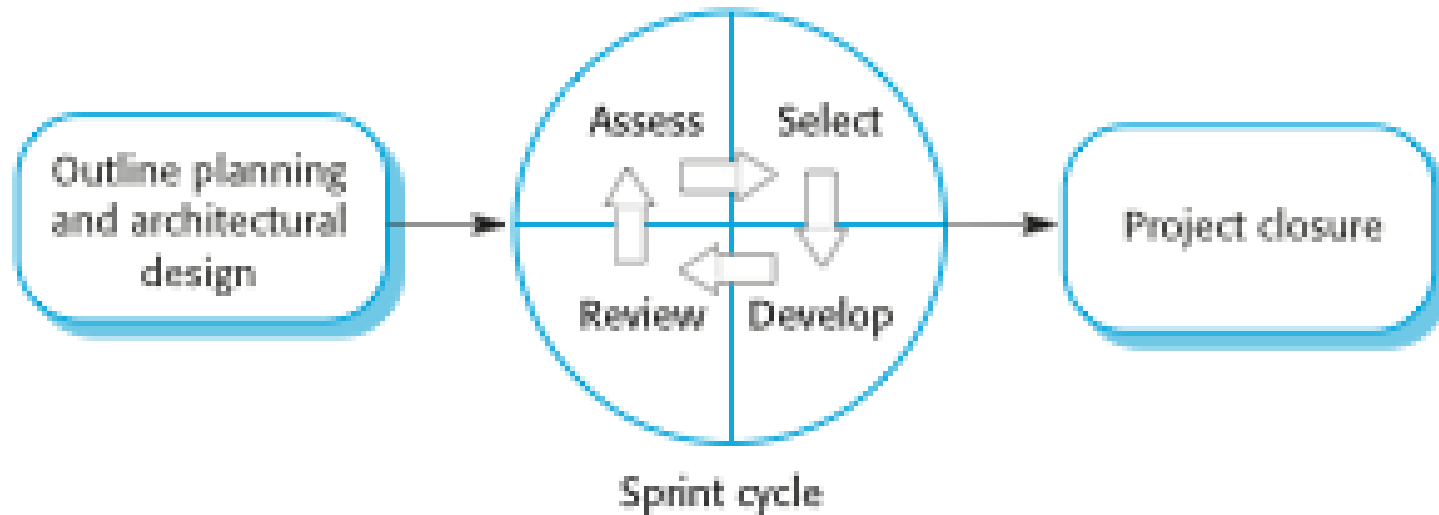 Outline planning
and architectural
design
Assess
Select
Review
Develop
Sprint cycle
Project closure